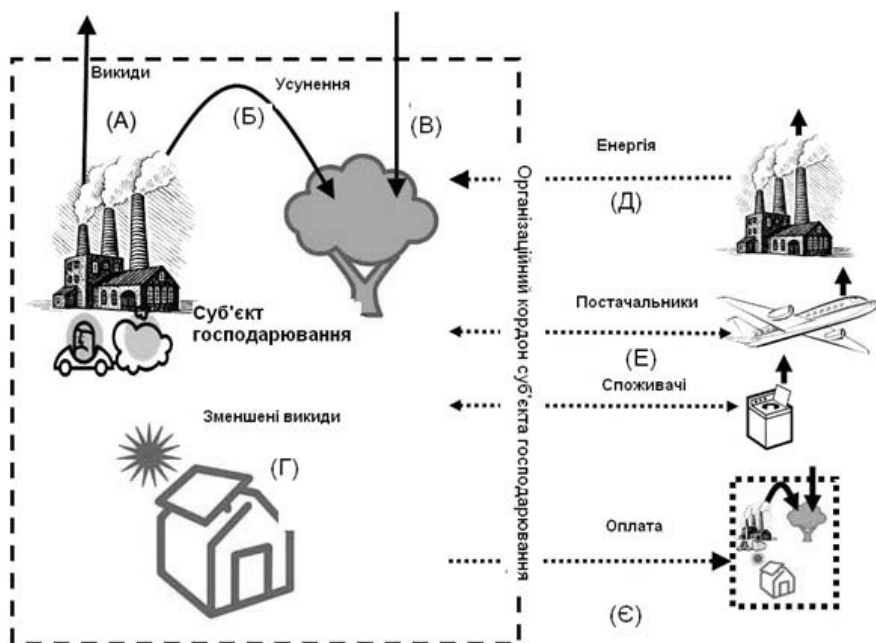 Викиди
(А)
Усунення
(Б)
(В)
Суб'єкт
господарювання
Зменшені викиди
(Г)
Організаційний кордон суб'єкта господарювання
Енергія
(Д)
Постачальники
(Е)
Споживачі
Оплата
(Є)